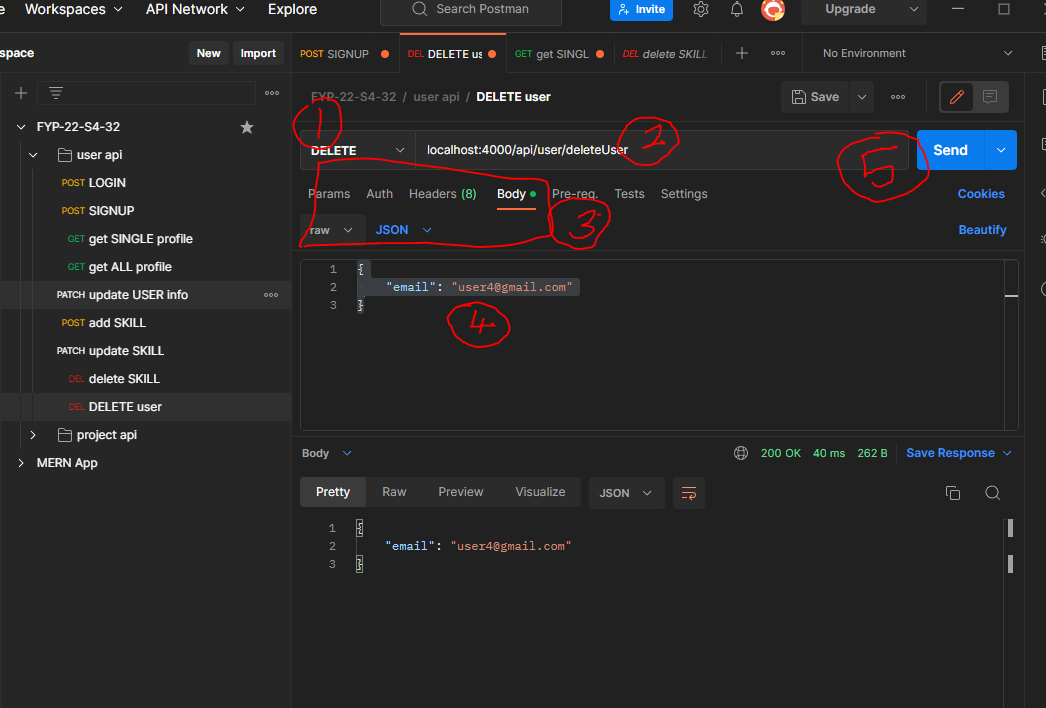 e Workspaces API Network Explore Search Postman Invite Upgrade
space New Import POST SIGNUP DEL DELETE us GET get SINGL DEL delete SKILL No Environment
FYP-22-S4-32 / user api / DELETE user Save
FYP-22-S4-32
1
DELETE localhost:4000/api/user/deleteUser 2 5 Send
user api
LOGIN POST
POST SIGNUP
GET get SINGLE profile
GET get ALL profile
PATCH update USER info
POST add SKILL
PATCH update SKILL
DEL delete SKILL
DEL DELETE user
project api
MERN App
Params Auth Headers (8) Body Pre-req. Tests Settings Cookies
raw JSON 3 Beautify
1 {
2 "email": "user4@gmail.com"
3 }
4
Body 200 OK 40 ms 262 B Save Response
Pretty Raw Preview Visualize JSON
1 {
2 "email": "user4@gmail.com"
3 }